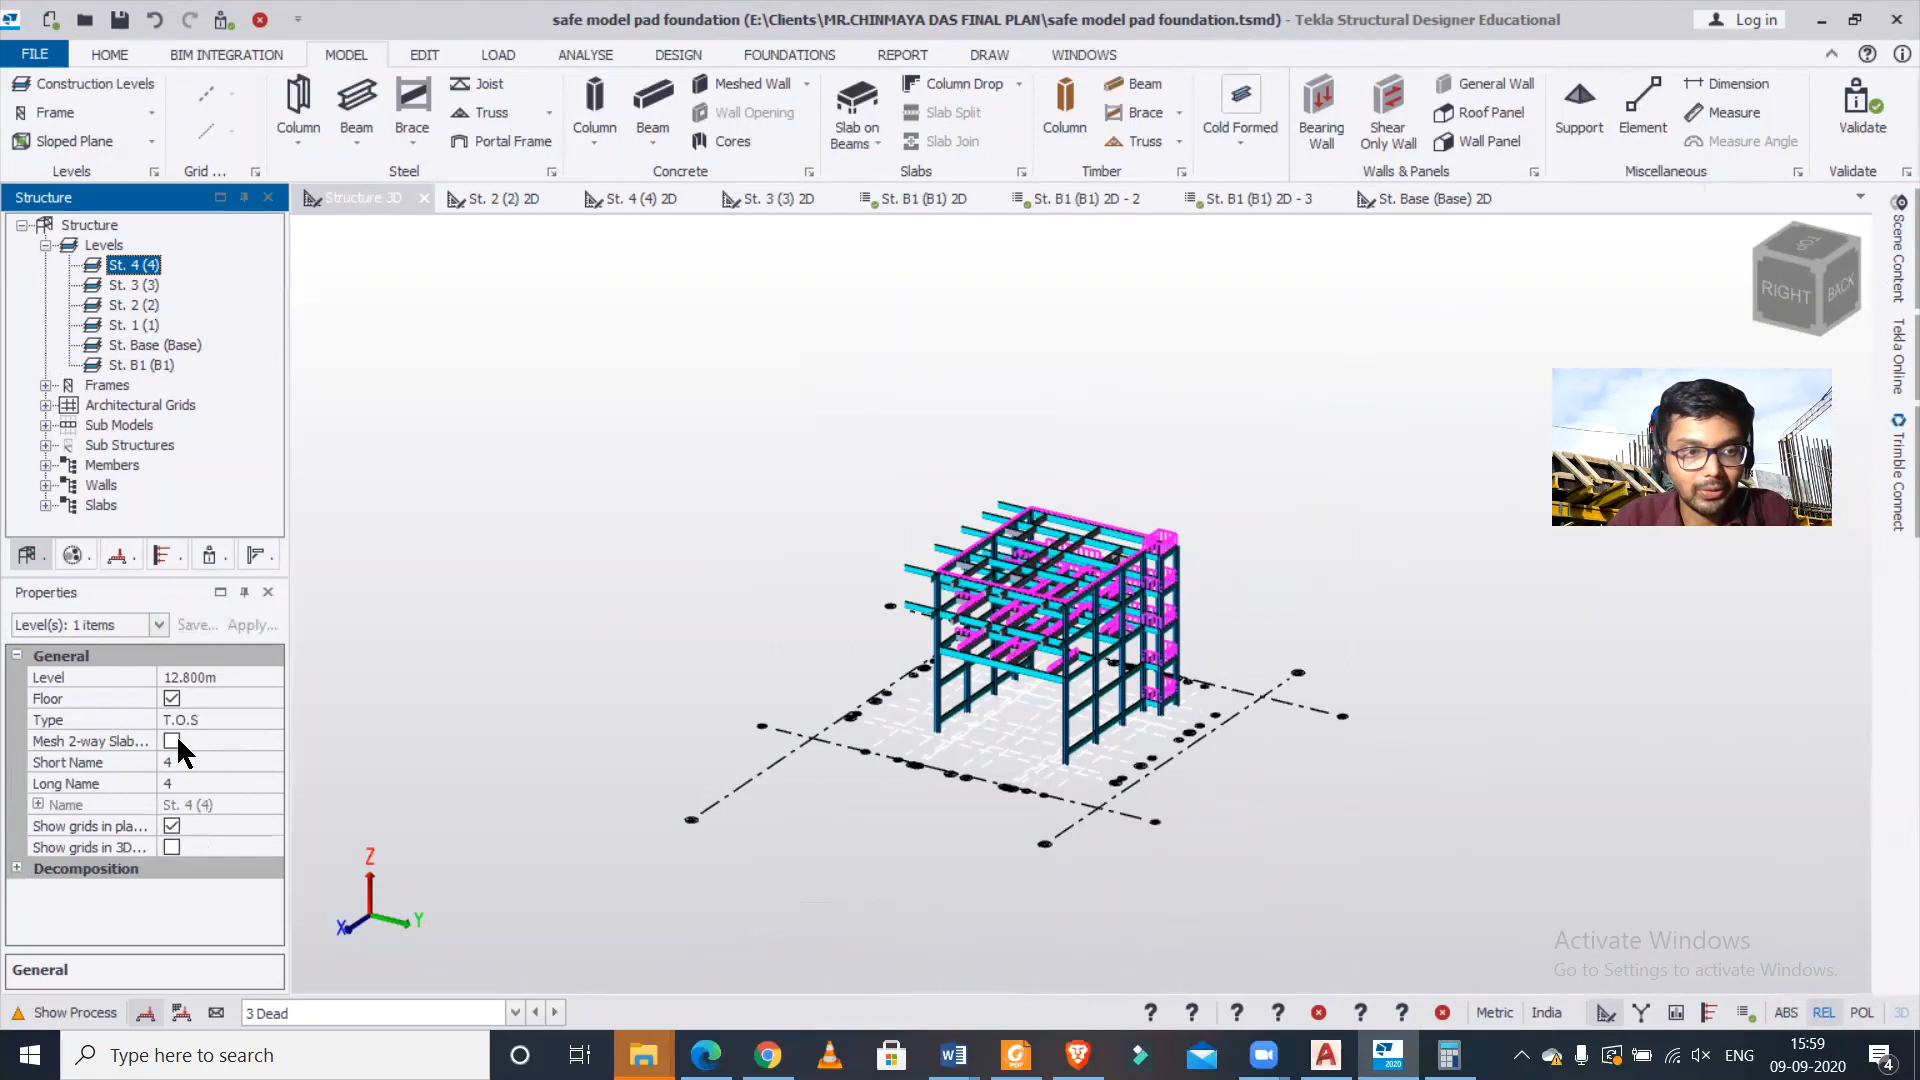 safe model pad foundation (E:\Clients\MR.CHINMAYA DAS FINAL PLAN\safe model pad foundation.tsmd) - Tekla Structural Designer Educational
Log in
FILE HOME BIM INTEGRATION MODEL EDIT LOAD ANALYSE DESIGN FOUNDATIONS REPORT DRAW WINDOWS
Construction Levels
Frame
Sloped Plane
Levels
Grid ...
Column Beam Brace
Joist
Truss
Portal Frame
Steel
Column Beam
Meshed Wall
Wall Opening
Cores
Concrete
Slab on Beams
Column Drop
Slab Split
Slab Join
Slabs
Column
Beam
Brace
Truss
Timber
Cold Formed
Bearing Wall
Shear Only Wall
General Wall
Roof Panel
Wall Panel
Walls & Panels
Support Element
Dimension
Measure
Measure Angle
Miscellaneous
Validate
Validate
Structure
Structure 3D St. 2 (2) 2D St. 4 (4) 2D St. 3 (3) 2D St. B1 (B1) 2D St. B1 (B1) 2D - 2 St. B1 (B1) 2D - 3 St. Base (Base) 2D
Structure
Levels
St. 4 (4)
St. 3 (3)
St. 2 (2)
St. 1 (1)
St. Base (Base)
St. B1 (B1)
Frames
Architectural Grids
Sub Models
Sub Structures
Members
Walls
Slabs
Properties
Level(s): 1 items Save... Apply...
General
Level 12.800m
Floor
Type T.O.S
Mesh 2-way Slab...
Short Name 4
Long Name 4
Name St. 4 (4)
Show grids in pla...
Show grids in 3D...
Decomposition
General
TOP
RIGHT
BACK
Scene Content
Tekla Online
Trimble Connect
Z
X
Y
Activate Windows
Go to Settings to activate Windows.
Show Process 3 Dead Metric India ABS REL POL 3D
Type here to search
2020
ENG
15:59
09-09-2020
4